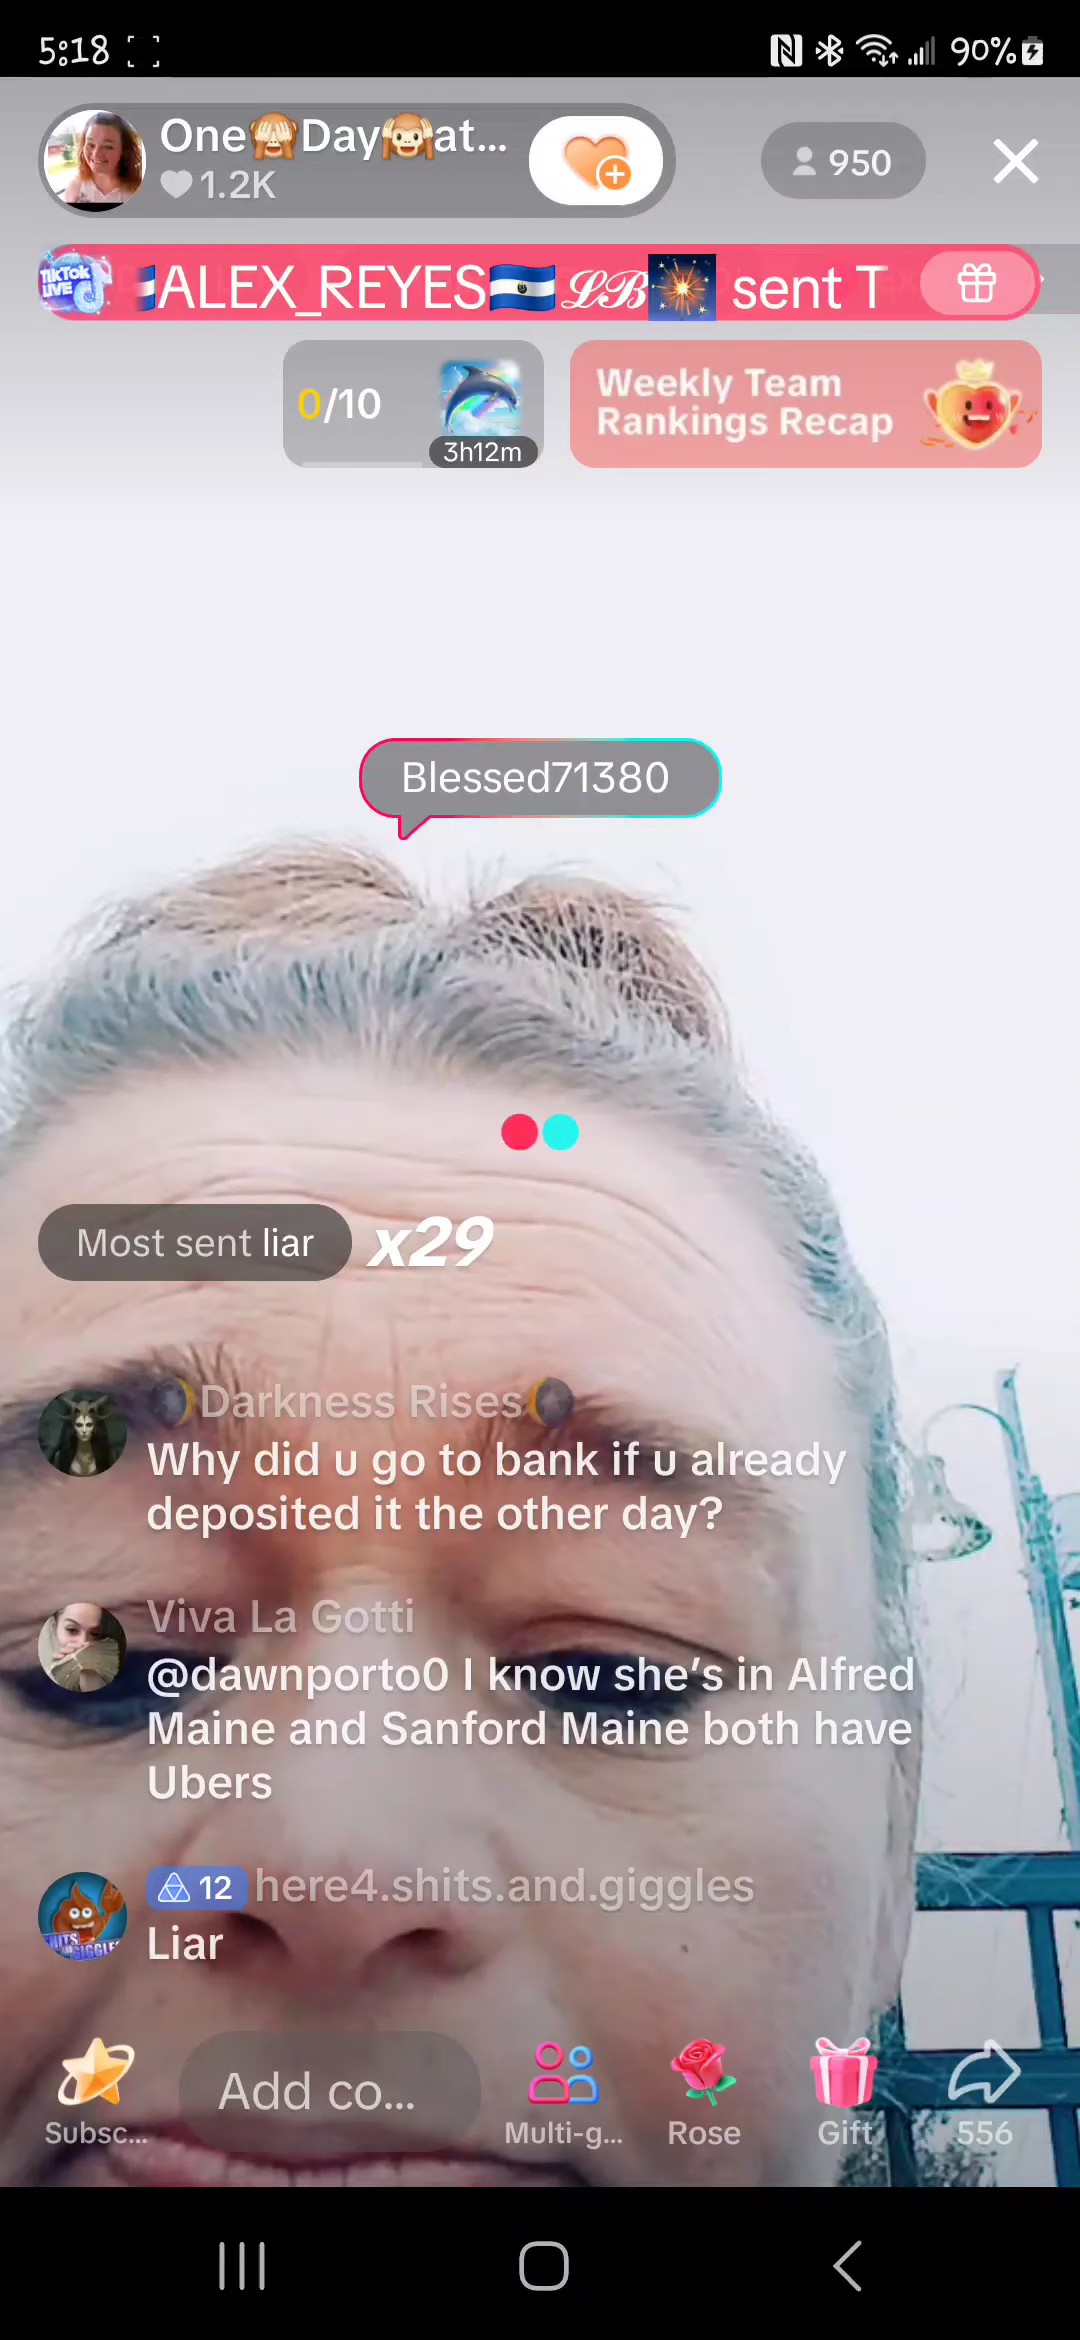 5:18
90%
One🙈Day🙉at...
1.2K
950
TikTok LIVE
ALEX_REYES🇸🇻ℒℬ🎇 sent T
0/10
3h12m
Weekly Team
Rankings Recap
Blessed71380
Most sent liar x29
🌒Darkness Rises🌒
Why did u go to bank if u already
deposited it the other day?
Viva La Gotti
@dawnporto0 I know she’s in Alfred
Maine and Sanford Maine both have
Ubers
12 here4.shits.and.giggles
Liar
Add co...
Subsc...
Multi-g...
Rose
Gift
556